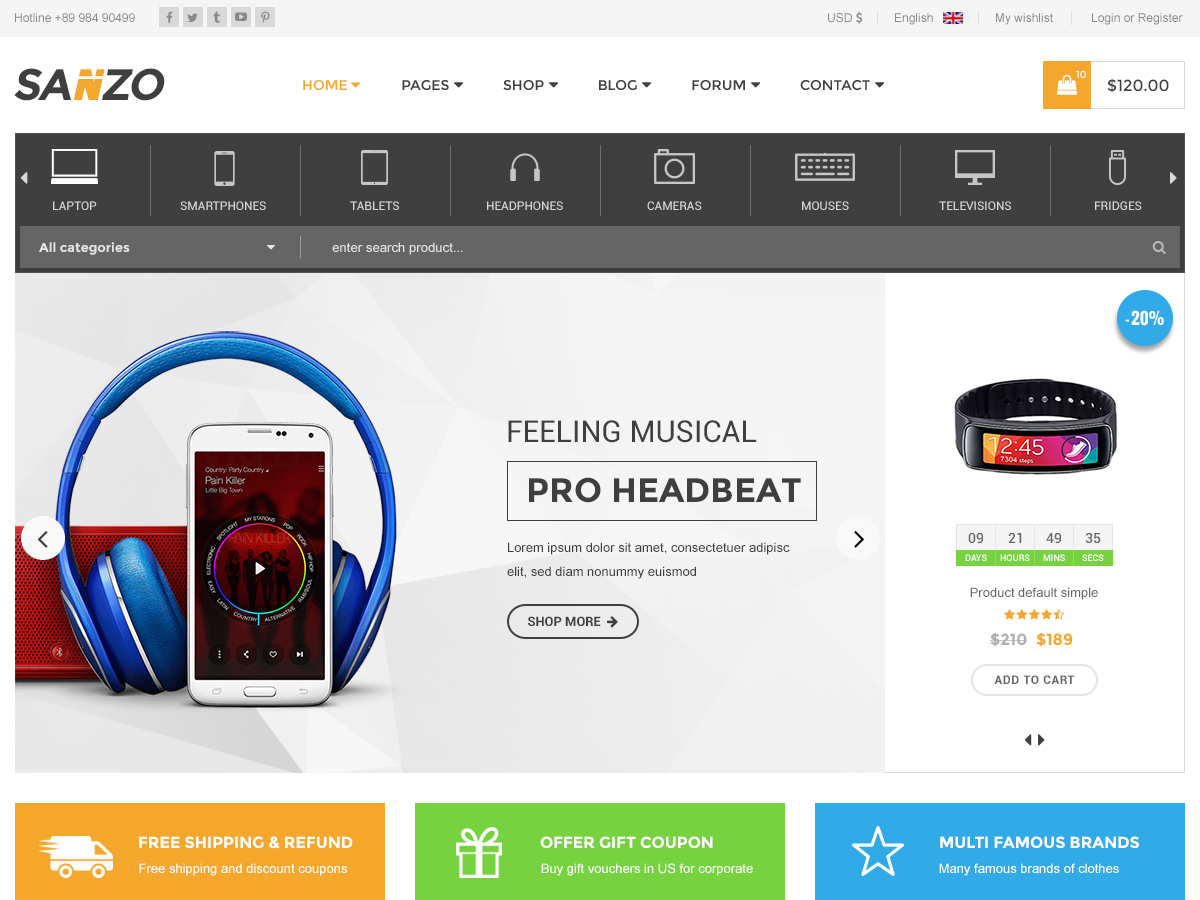 Hotline +89 984 90499
USD $
English
My wishlist
Login or Register
SANZO
HOME
PAGES
SHOP
BLOG
FORUM
CONTACT
10
$120.00
LAPTOP
SMARTPHONES
TABLETS
HEADPHONES
CAMERAS
MOUSES
TELEVISIONS
FRIDGES
All categories
enter search product...
Country: Party Country
Pain Killer
Little Big Town
PAIN KILLER
MY STATIONS
POP
ROCK
HIP HOP
R&B/SOUL
ALTERNATIVE
COUNTRY
LATIN
EASY
ELECTRONIC
SPOTLIGHT
FEELING MUSICAL
PRO HEADBEAT
Lorem ipsum dolor sit amet, consectetuer adipisc
elit, sed diam nonummy euismod
SHOP MORE
-20%
12:45
7304 steps
09 21 49 35
DAYS HOURS MINS SECS
Product default simple
$210 $189
ADD TO CART
FREE SHIPPING & REFUND
Free shipping and discount coupons
OFFER GIFT COUPON
Buy gift vouchers in US for corporate
MULTI FAMOUS BRANDS
Many famous brands of clothes